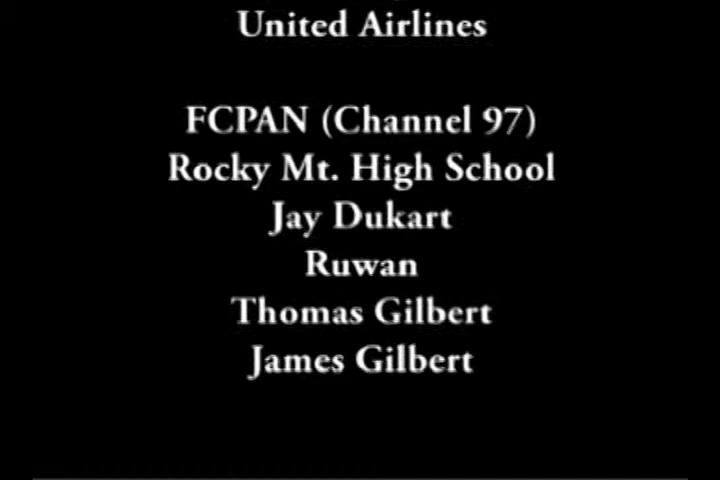 United Airlines
FCPAN (Channel 97)
Rocky Mt. High School
Jay Dukart
Ruwan
Thomas Gilbert
James Gilbert